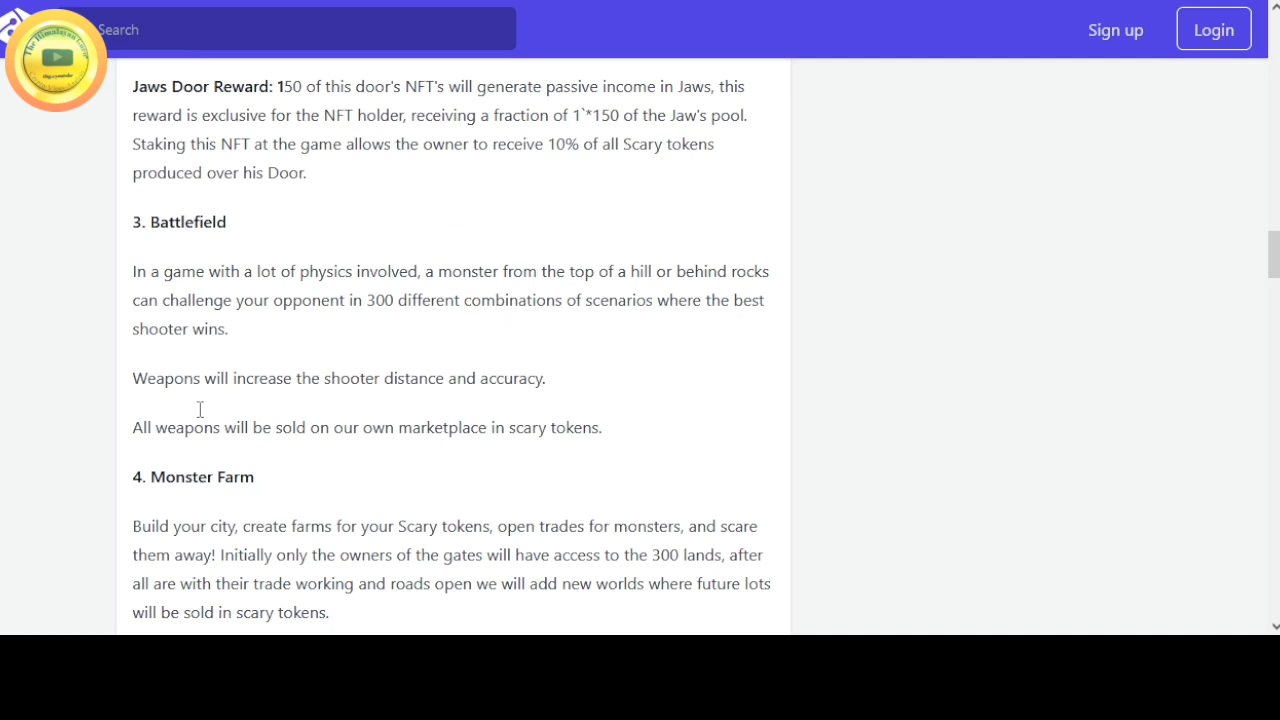 Search
Sign up
Login
The Himalayan Guru
Jaws Door Reward: 150 of this door's NFT's will generate passive income in Jaws, this
reward is exclusive for the NFT holder, receiving a fraction of 1`*150 of the Jaw's pool.
Staking this NFT at the game allows the owner to receive 10% of all Scary tokens
produced over his Door.
3. Battlefield
In a game with a lot of physics involved, a monster from the top of a hill or behind rocks
can challenge your opponent in 300 different combinations of scenarios where the best
shooter wins.
Weapons will increase the shooter distance and accuracy.
All weapons will be sold on our own marketplace in scary tokens.
4. Monster Farm
Build your city, create farms for your Scary tokens, open trades for monsters, and scare
them away! Initially only the owners of the gates will have access to the 300 lands, after
all are with their trade working and roads open we will add new worlds where future lots
will be sold in scary tokens.